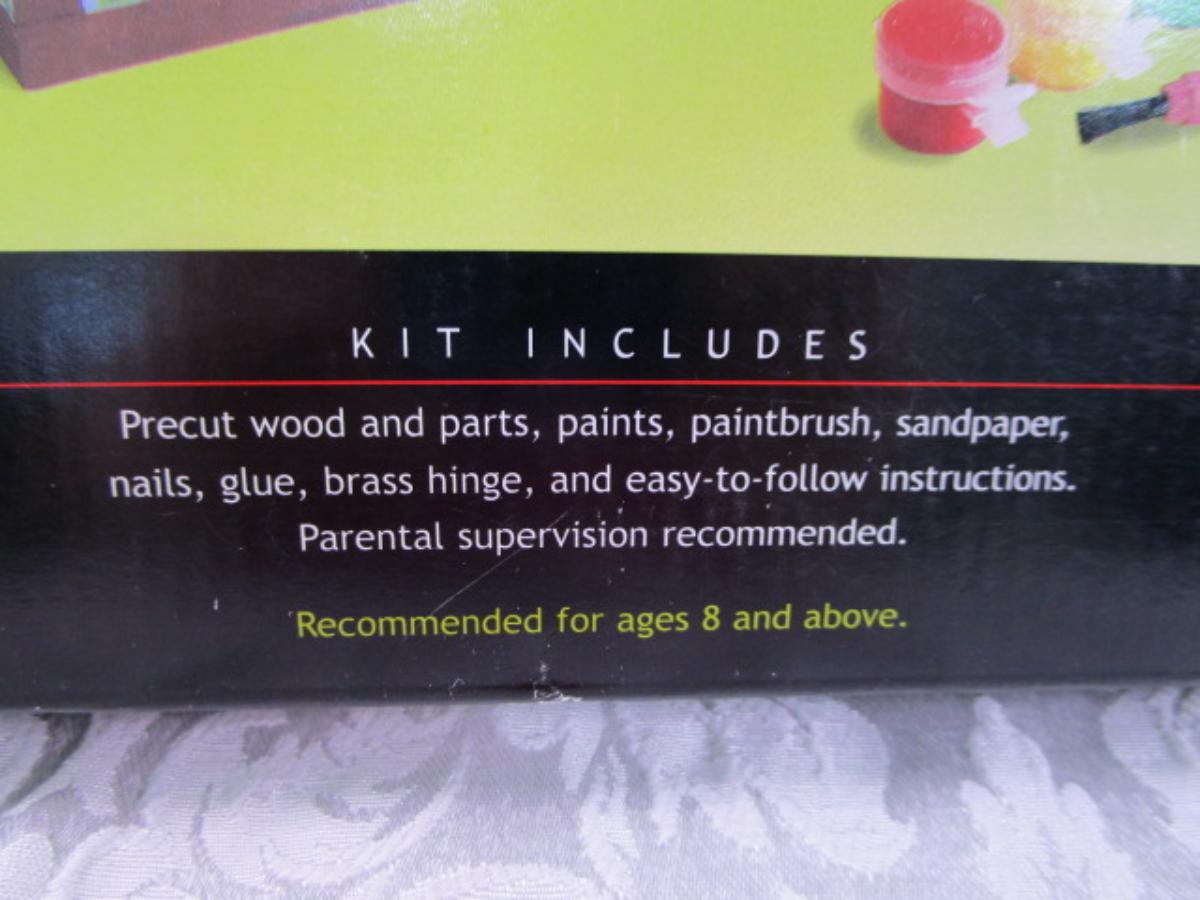 KIT INCLUDES
Precut wood and parts, paints, paintbrush, sandpaper,
nails, glue, brass hinge, and easy-to-follow instructions.
Parental supervision recommended.
Recommended for ages 8 and above.